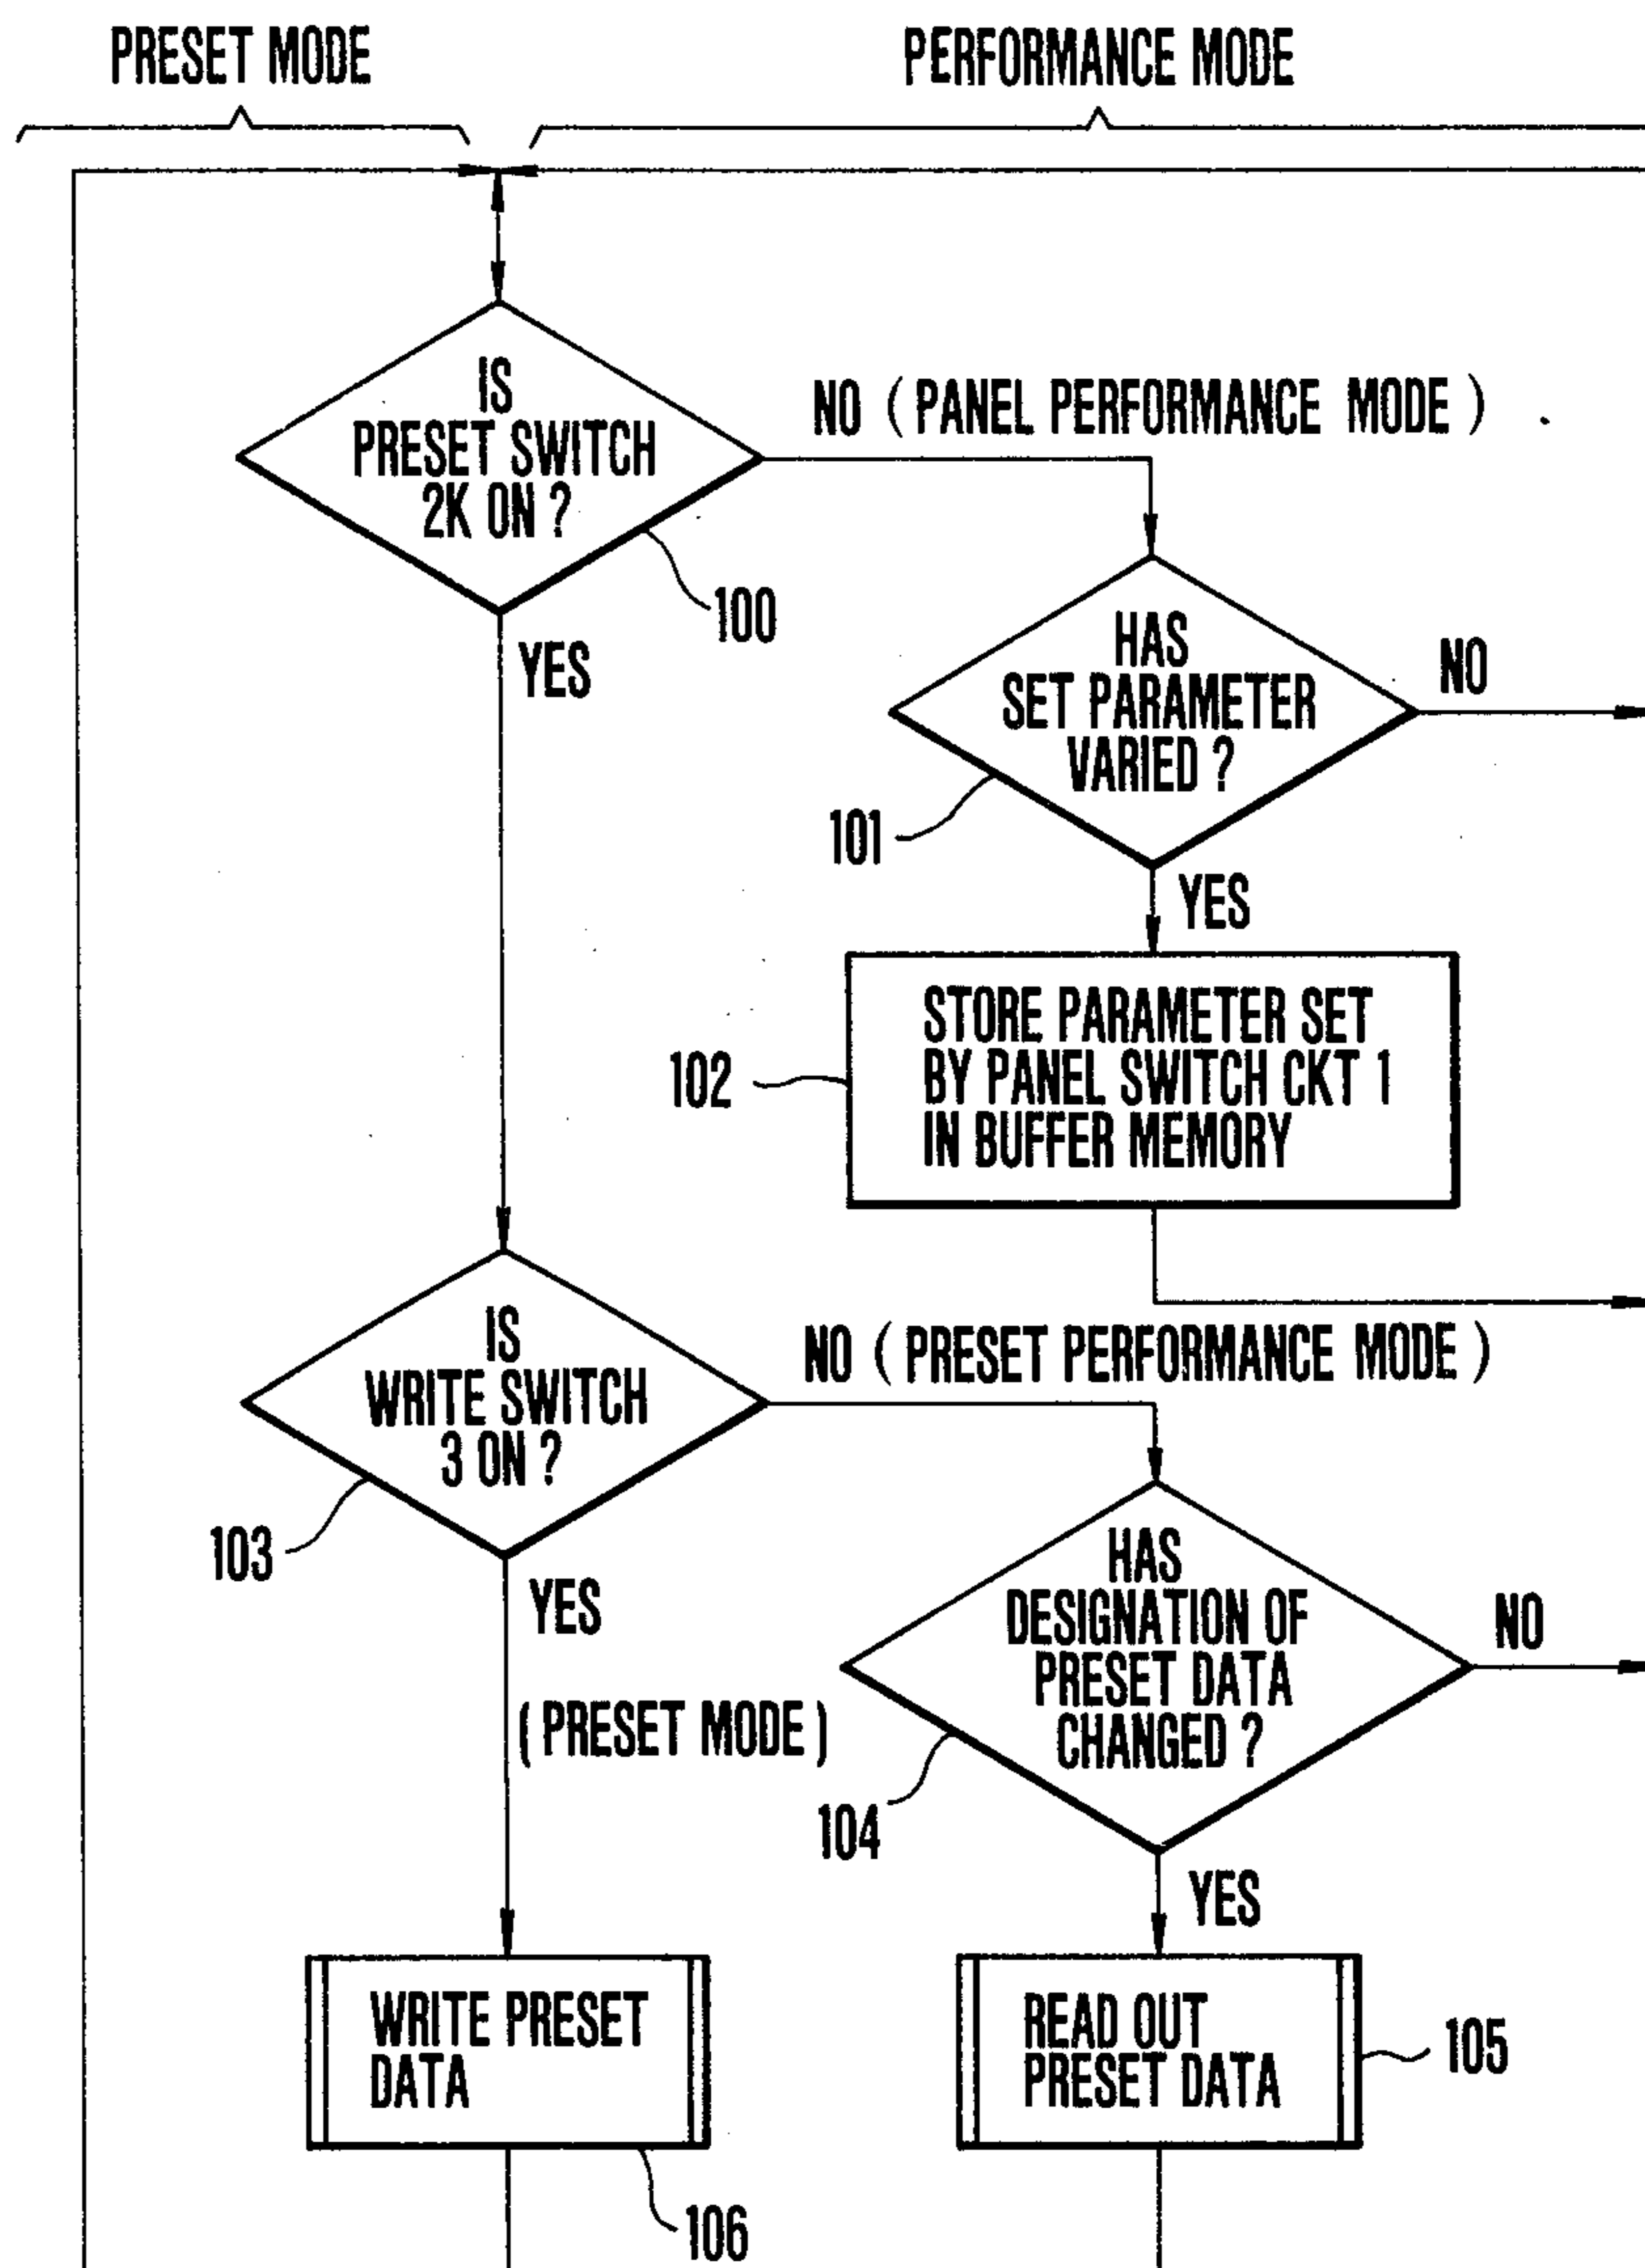 PRESET MODE
PERFORMANCE MODE
IS
PRESET SWITCH
2K ON ?
NO ( PANEL PERFORMANCE MODE )
100
YES
HAS
SET PARAMETER
VARIED ?
NO
101
YES
STORE PARAMETER SET
BY PANEL SWITCH CKT 1
IN BUFFER MEMORY
102
IS
WRITE SWITCH
3 ON ?
NO ( PRESET PERFORMANCE MODE )
103
YES
( PRESET MODE )
HAS
DESIGNATION OF
PRESET DATA
CHANGED ?
NO
104
YES
WRITE PRESET
DATA
106
READ OUT
PRESET DATA
105